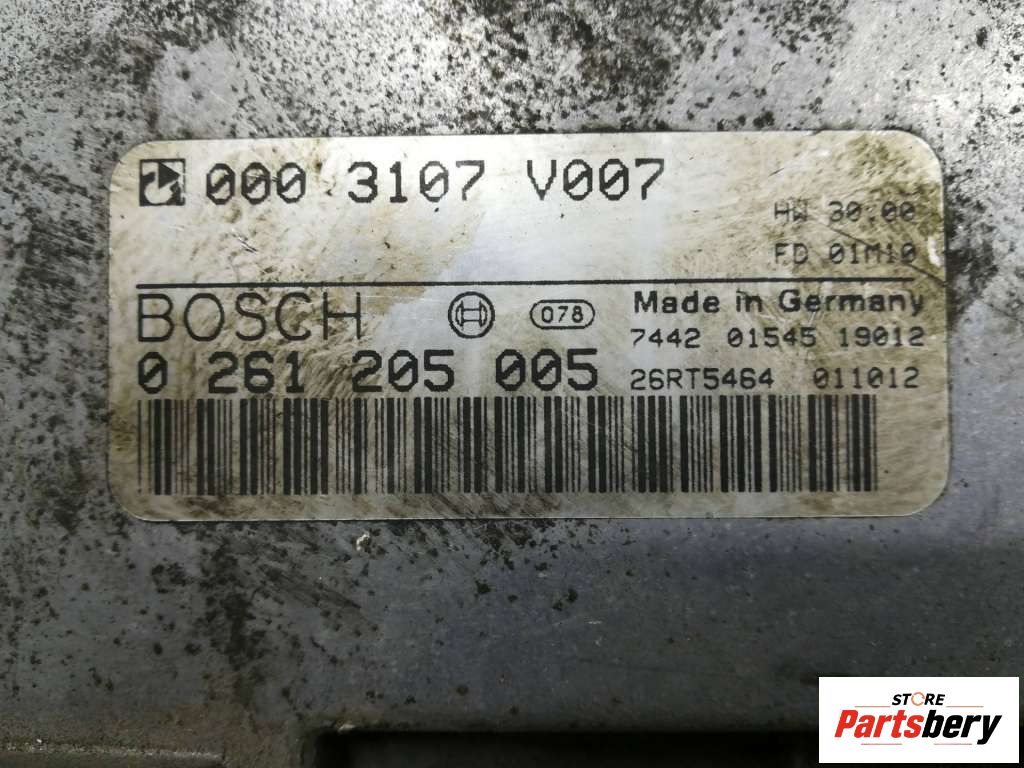 000 3107 V007
HW 30.00
FD 01M10
BOSCH
078
Made in Germany
0 261 205 005
7442 01545 19012
26RT5464 011012
STORE
Partsbery